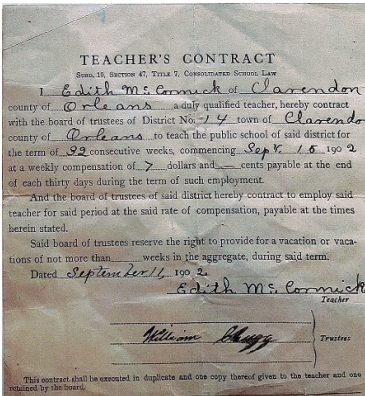 TEACHER'S CONTRACT
SUBD. 10, SECTION 47, TITLE 7, CONSOLIDATED SCHOOL LAW
I Edith McCormick of Clarendon
county of Orleans a duly qualified teacher, hereby contract
with the board of trustees of District No. 14 town of Clarendo
county of Orleans to teach the public school of said district for
the term of 32 consecutive weeks, commencing Sept. 15 1902
at a weekly compensation of 7 dollars and — cents payable at the end
of each thirty days during the term of such employment.
And the board of trustees of said district hereby contract to employ said
teacher for said period at the said rate of compensation, payable at the times
herein stated.
Said board of trustees reserve the right to provide for a vacation or vaca-
tions of not more than weeks in the aggregate, during said term.
Dated September 11, 1902.
Edith McCormick
Teacher
William
Trustees
This contract shall be executed in duplicate and one copy thereof given to the teacher and one
retained by the board.